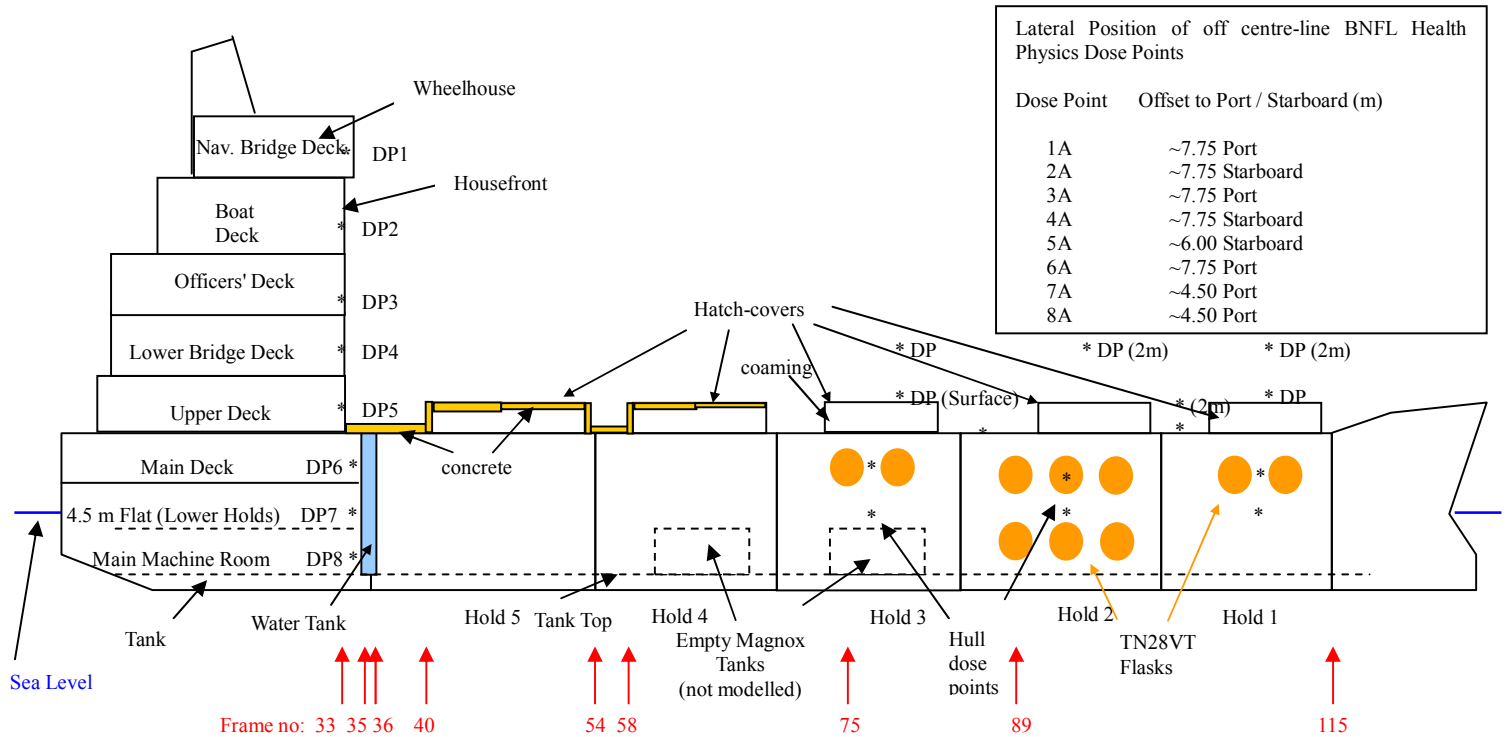 Lateral Position of off centre-line BNFL Health
Physics Dose Points
Dose Point Offset to Port / Starboard (m)
1A ~7.75 Port
2A ~7.75 Starboard
3A ~7.75 Port
4A ~7.75 Starboard
5A ~6.00 Starboard
6A ~7.75 Port
7A ~4.50 Port
8A ~4.50 Port
Wheelhouse
Nav. Bridge Deck
* DP1
Housefront
Boat
Deck
* DP2
Officers' Deck
* DP3
Hatch-covers
Lower Bridge Deck
* DP4
* DP
* DP (2m)
* DP (2m)
coaming
Upper Deck
* DP5
* DP (Surface)
* (2m)
* DP
*
*
concrete
Main Deck
DP6 *
*
*
*
4.5 m Flat (Lower Holds)
DP7 *
*
*
*
Main Machine Room
DP8 *
Tank
Water Tank
Hold 5
Tank Top
Hold 4
Hold 3
Hold 2
Hold 1
Empty Magnox
Tanks
(not modelled)
Hull
dose
points
TN28VT
Flasks
Sea Level
Frame no: 33 35 36 40 54 58 75 89 115